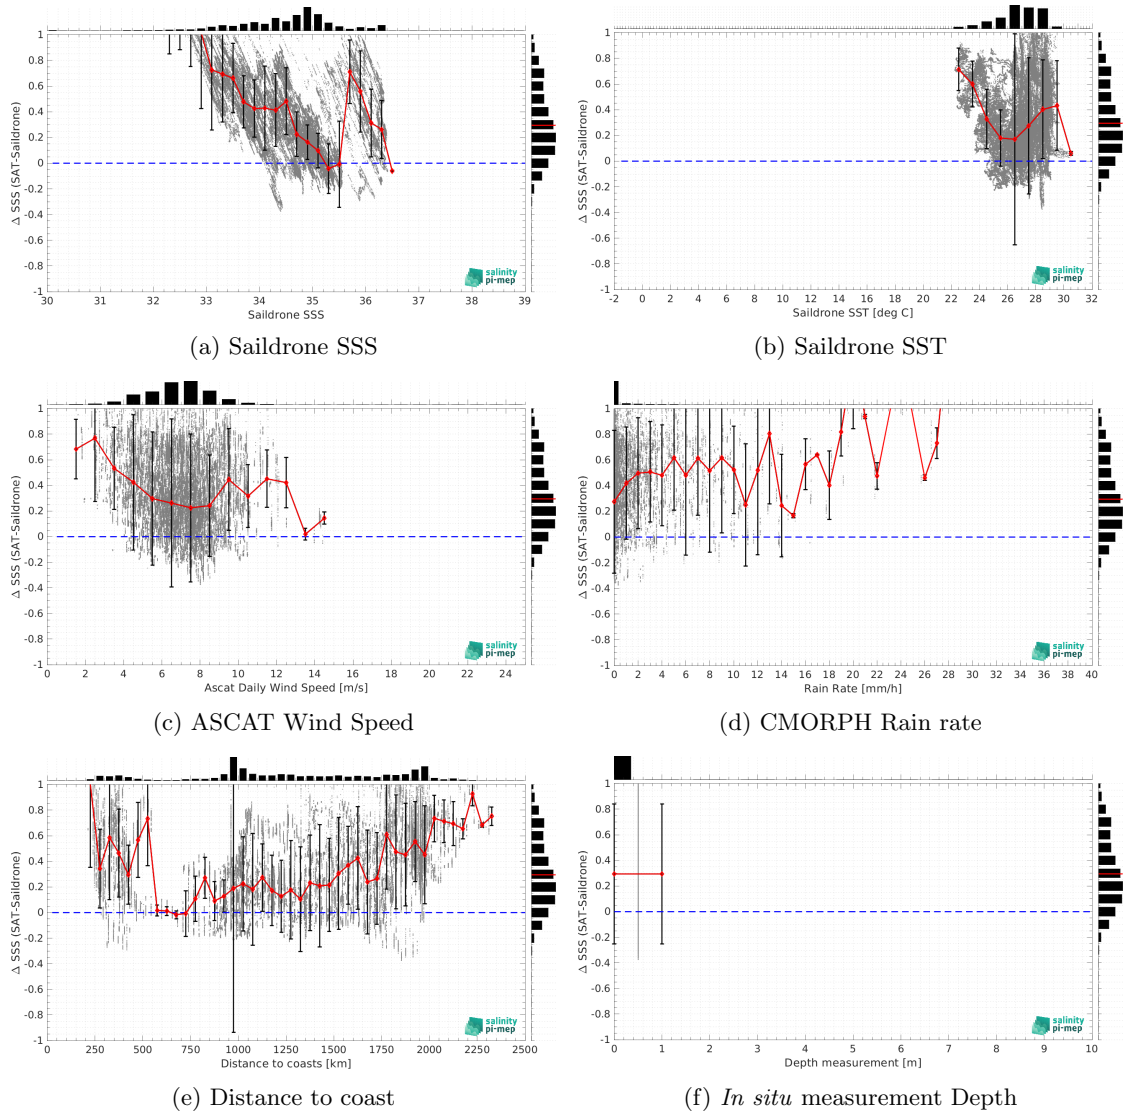 1
0.8
0.6
0.4
0.2
0
0.2
0.4
0.6
0.8
-1
Δ SSS (SAT-Saildrone)
30 31 32 33 34 35 36 37 38 39
Saildrone SSS
salinity
pi-mep
(a) Saildrone SSS
1
0.8
0.6
0.4
0.2
0
0.2
0.4
0.6
0.8
-1
Δ SSS (SAT-Saildrone)
-2 0 2 4 6 8 10 12 14 16 18 20 22 24 26 28 30 32
Saildrone SST [deg C]
salinity
pi-mep
(b) Saildrone SST
1
0.8
0.6
0.4
0.2
0
-0.2
-0.4
-0.6
-0.8
-1
Δ SSS (SAT-Saildrone)
0 2 4 6 8 10 12 14 16 18 20 22 24
Ascat Daily Wind Speed [m/s]
salinity
pi-mep
(c) ASCAT Wind Speed
1
0.8
0.6
0.4
0.2
0
-0.2
-0.4
-0.6
-0.8
-1
Δ SSS (SAT-Saildrone)
0 2 4 6 8 10 12 14 16 18 20 22 24 26 28 30 32 34 36 38 40
Rain Rate [mm/h]
salinity
pi-mep
(d) CMORPH Rain rate
1
0.8
0.6
0.4
0.2
0
-0.2
-0.4
-0.6
-0.8
-1
Δ SSS (SAT-Saildrone)
0 250 500 750 1000 1250 1500 1750 2000 2250 2500
Distance to coasts [km]
salinity
pi-mep
(e) Distance to coast
1
0.8
0.6
0.4
0.2
0
-0.2
-0.4
-0.6
-0.8
-1
Δ SSS (SAT-Saildrone)
0 1 2 3 4 5 6 7 8 9 10
Depth measurement [m]
salinity
pi-mep
(f) In situ measurement Depth